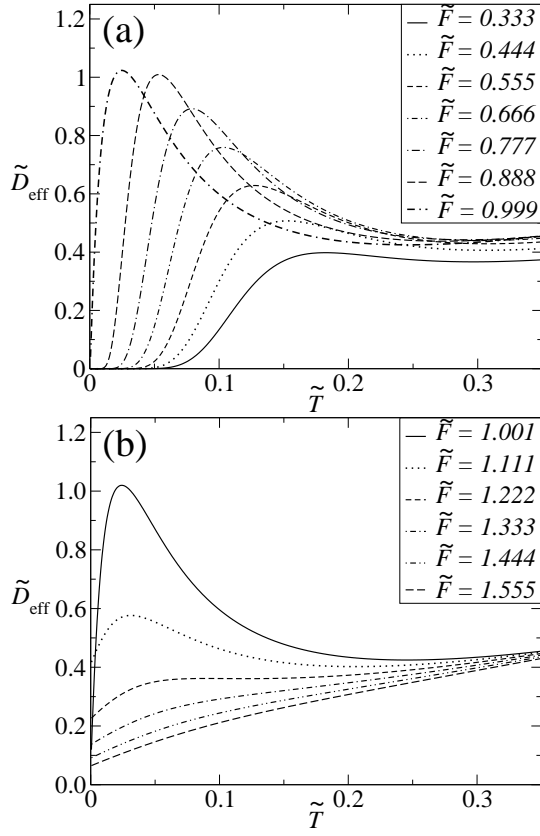 (a)
F̃ = 0.333
F̃ = 0.444
F̃ = 0.555
F̃ = 0.666
F̃ = 0.777
F̃ = 0.888
F̃ = 0.999
1.2
1
0.8
0.6
0.4
0.2
0
D̃eff
0 0.1 0.2 0.3
T̃
(b)
F̃ = 1.001
F̃ = 1.111
F̃ = 1.222
F̃ = 1.333
F̃ = 1.444
F̃ = 1.555
1.2
1.0
0.8
0.6
0.4
0.2
0.0
D̃eff
0 0.1 0.2 0.3
T̃